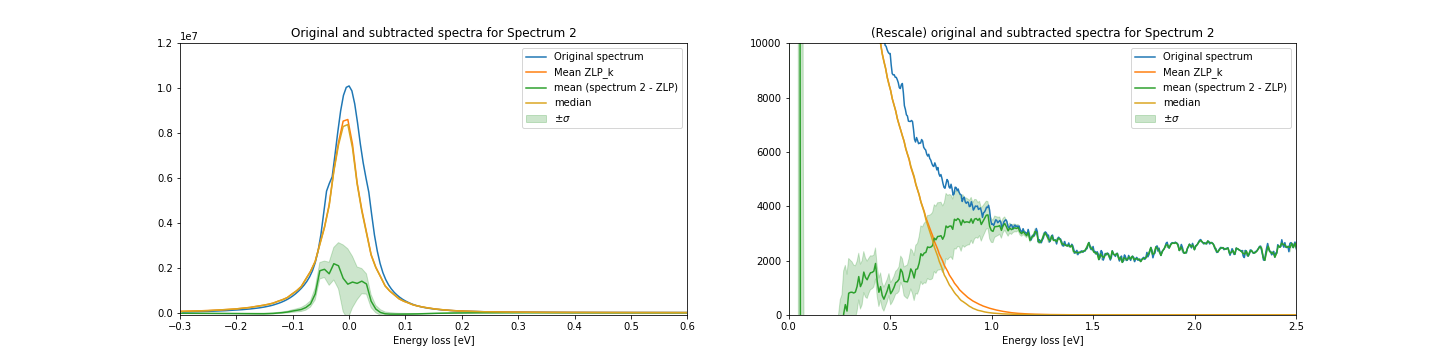 Original and subtracted spectra for Spectrum 2
1e7
1.2
1.0
0.8
0.6
0.4
0.2
0.0
−0.3 −0.2 −0.1 0.0 0.1 0.2 0.3 0.4 0.5 0.6
Energy loss [eV]
Original spectrum
Mean ZLP_k
mean (spectrum 2 - ZLP)
median
±σ
(Rescale) original and subtracted spectra for Spectrum 2
10000
8000
6000
4000
2000
0
0.0 0.5 1.0 1.5 2.0 2.5
Energy loss [eV]
Original spectrum
Mean ZLP_k
mean (spectrum 2 - ZLP)
median
±σ